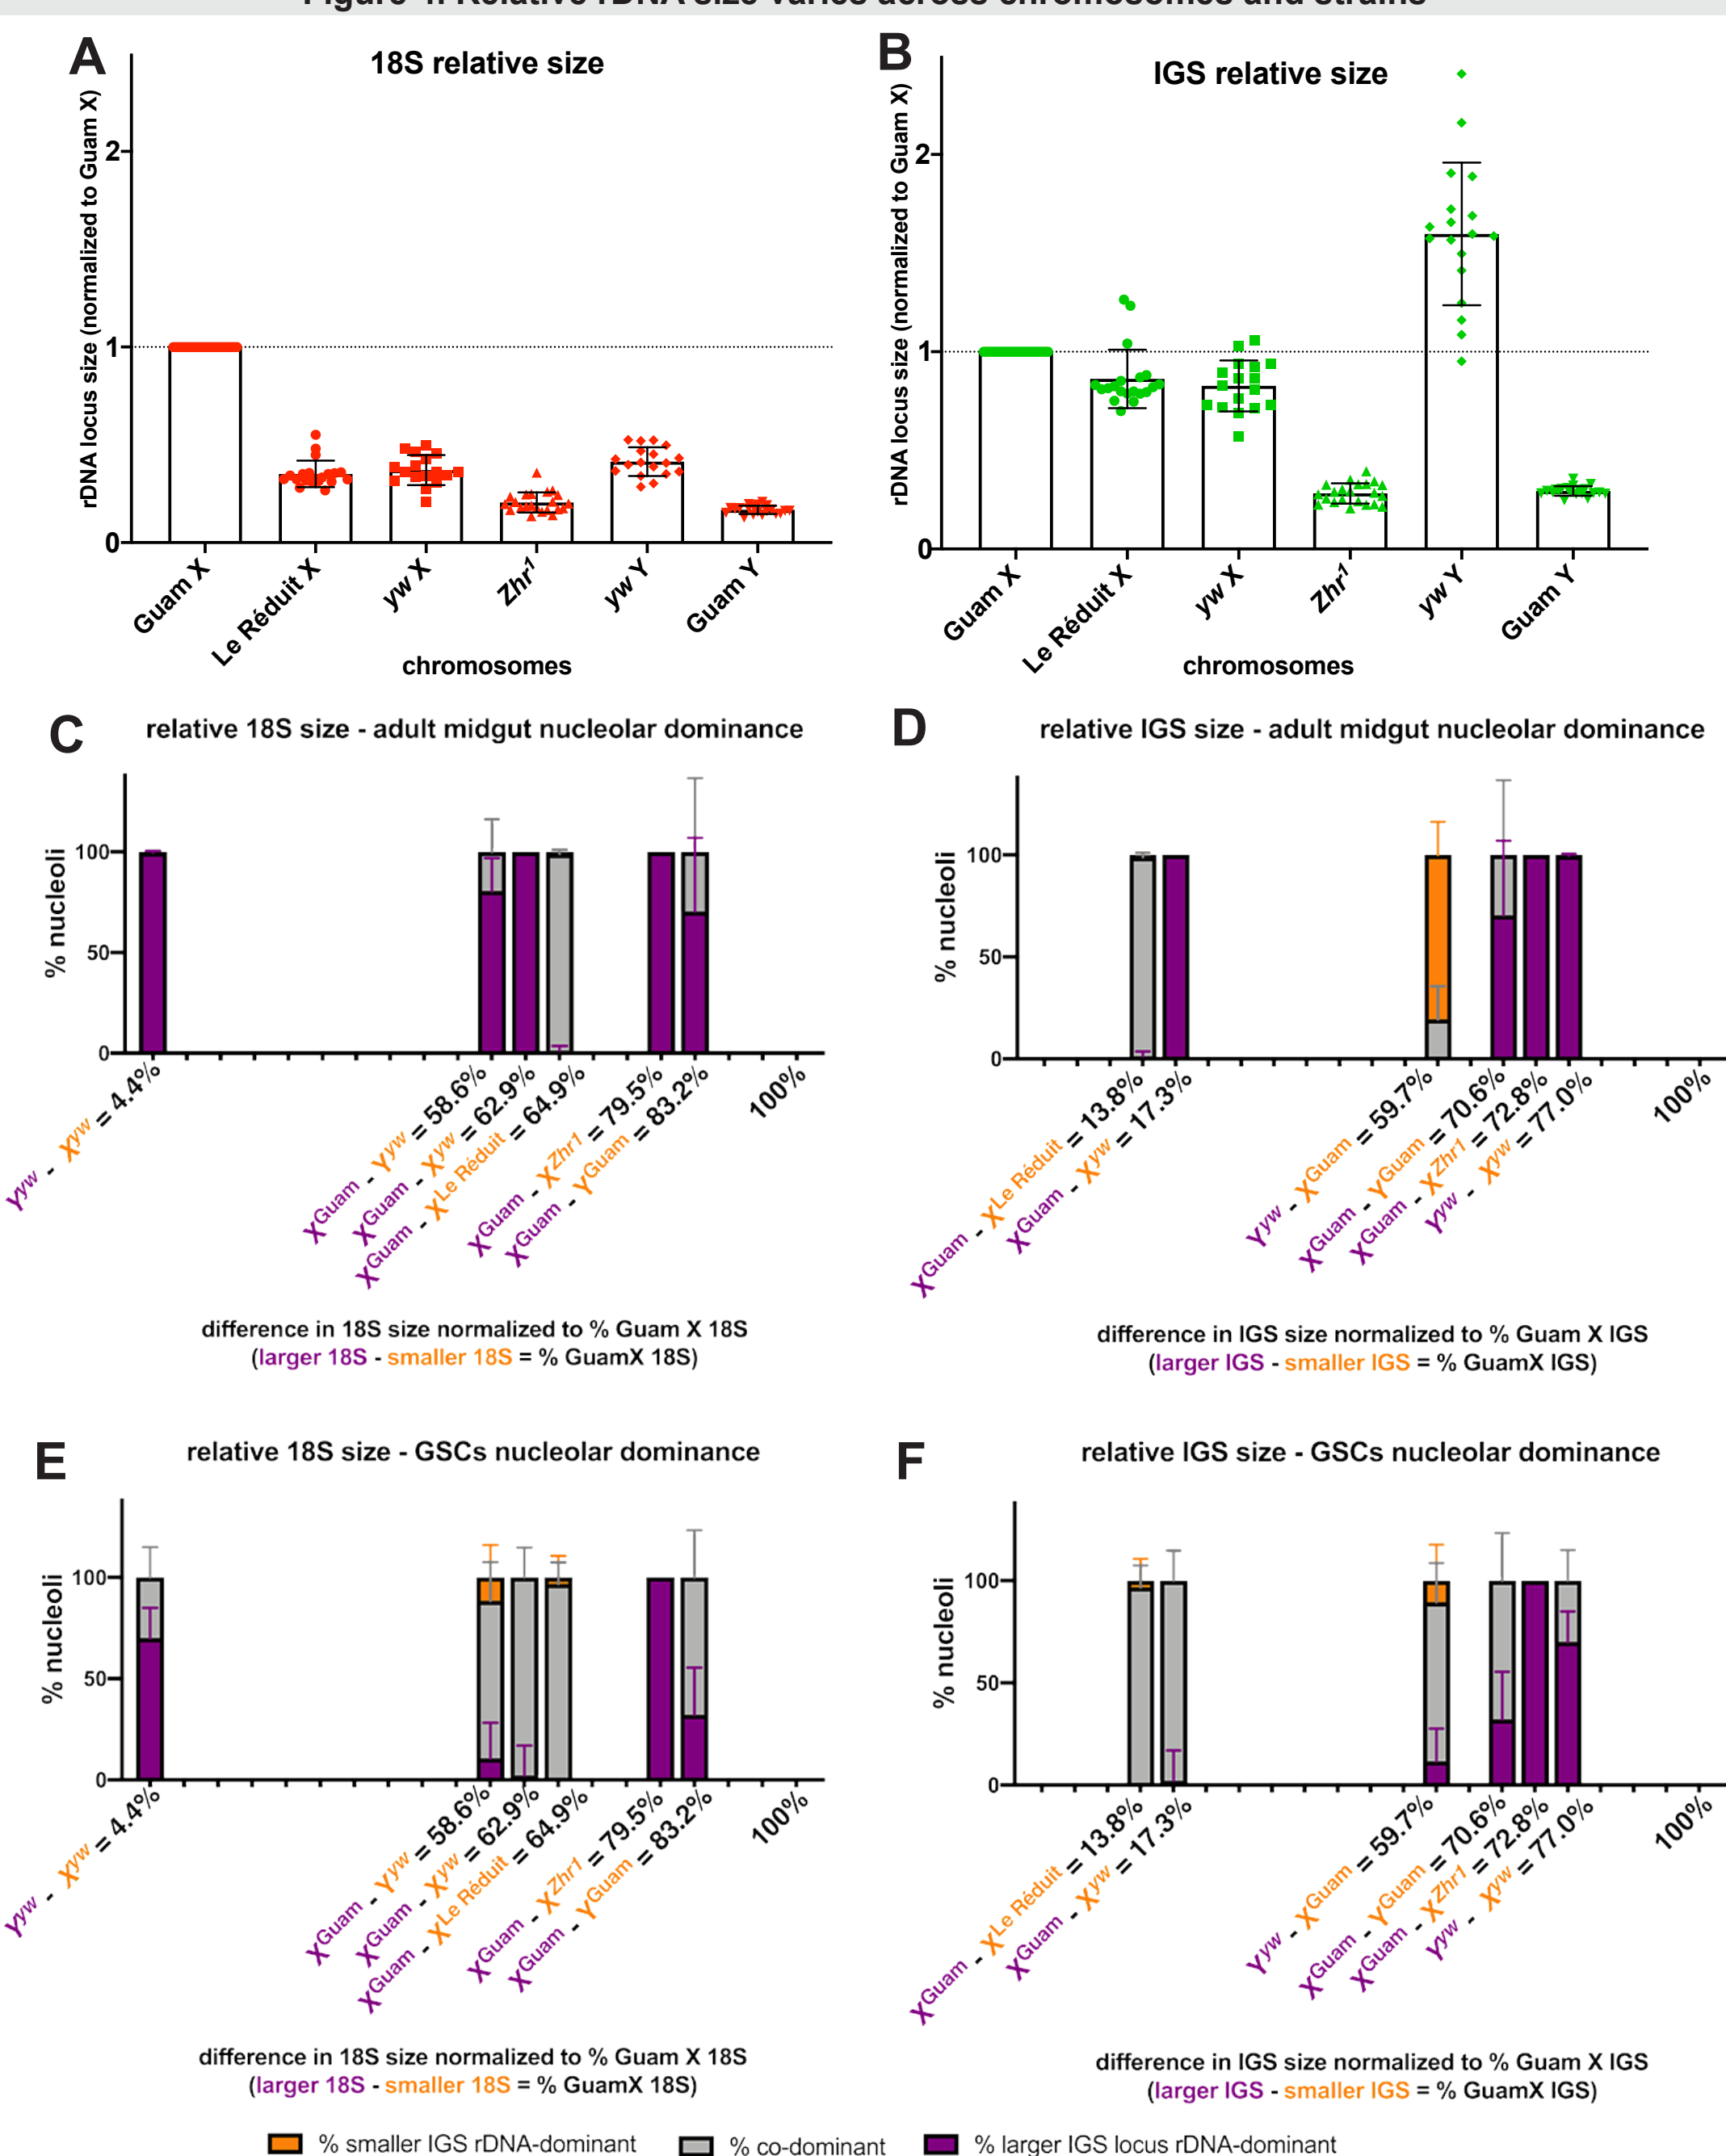 Figure 4. Relative rDNA size varies across chromosomes and strains
A
18S relative size
rDNA locus size (normalized to Guam X)
2
1
0
Guam X
Le Réduit X
yw X
Zhr1
yw Y
Guam Y
chromosomes
B
IGS relative size
rDNA locus size (normalized to Guam X)
2
1
0
Guam X
Le Réduit X
yw X
Zhr1
yw Y
Guam Y
chromosomes
C
relative 18S size - adult midgut nucleolar dominance
% nucleoli
100
50
0
Yyw - Xyw = 4.4%
XGuam - Yyw = 58.6%
XGuam - Xyw = 62.9%
XGuam - XLe Réduit = 64.9%
XGuam - XZhr1 = 79.5%
XGuam - YGuam = 83.2%
100%
difference in 18S size normalized to % Guam X 18S
(larger 18S - smaller 18S = % GuamX 18S)
D
relative IGS size - adult midgut nucleolar dominance
% nucleoli
100
50
0
XGuam - XLe Réduit = 13.8%
XGuam - Xyw = 17.3%
Yyw - XGuam = 59.7%
XGuam - YGuam = 70.6%
XGuam - XZhr1 = 72.8%
Yyw - Xyw = 77.0%
100%
difference in IGS size normalized to % Guam X IGS
(larger IGS - smaller IGS = % GuamX IGS)
E
relative 18S size - GSCs nucleolar dominance
% nucleoli
100
50
0
Yyw - Xyw = 4.4%
XGuam - Yyw = 58.6%
XGuam - Xyw = 62.9%
XGuam - XLe Réduit = 64.9%
XGuam - XZhr1 = 79.5%
XGuam - YGuam = 83.2%
100%
difference in 18S size normalized to % Guam X 18S
(larger 18S - smaller 18S = % GuamX 18S)
F
relative IGS size - GSCs nucleolar dominance
% nucleoli
100
50
0
XGuam - XLe Réduit = 13.8%
XGuam - Xyw = 17.3%
Yyw - XGuam = 59.7%
XGuam - YGuam = 70.6%
XGuam - XZhr1 = 72.8%
Yyw - Xyw = 77.0%
100%
difference in IGS size normalized to % Guam X IGS
(larger IGS - smaller IGS = % GuamX IGS)
% smaller IGS rDNA-dominant
% co-dominant
% larger IGS locus rDNA-dominant